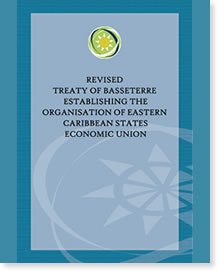 REVISED
TREATY OF BASSETERRE
ESTABLISHING THE
ORGANISATION OF EASTERN
CARIBBEAN STATES
ECONOMIC UNION